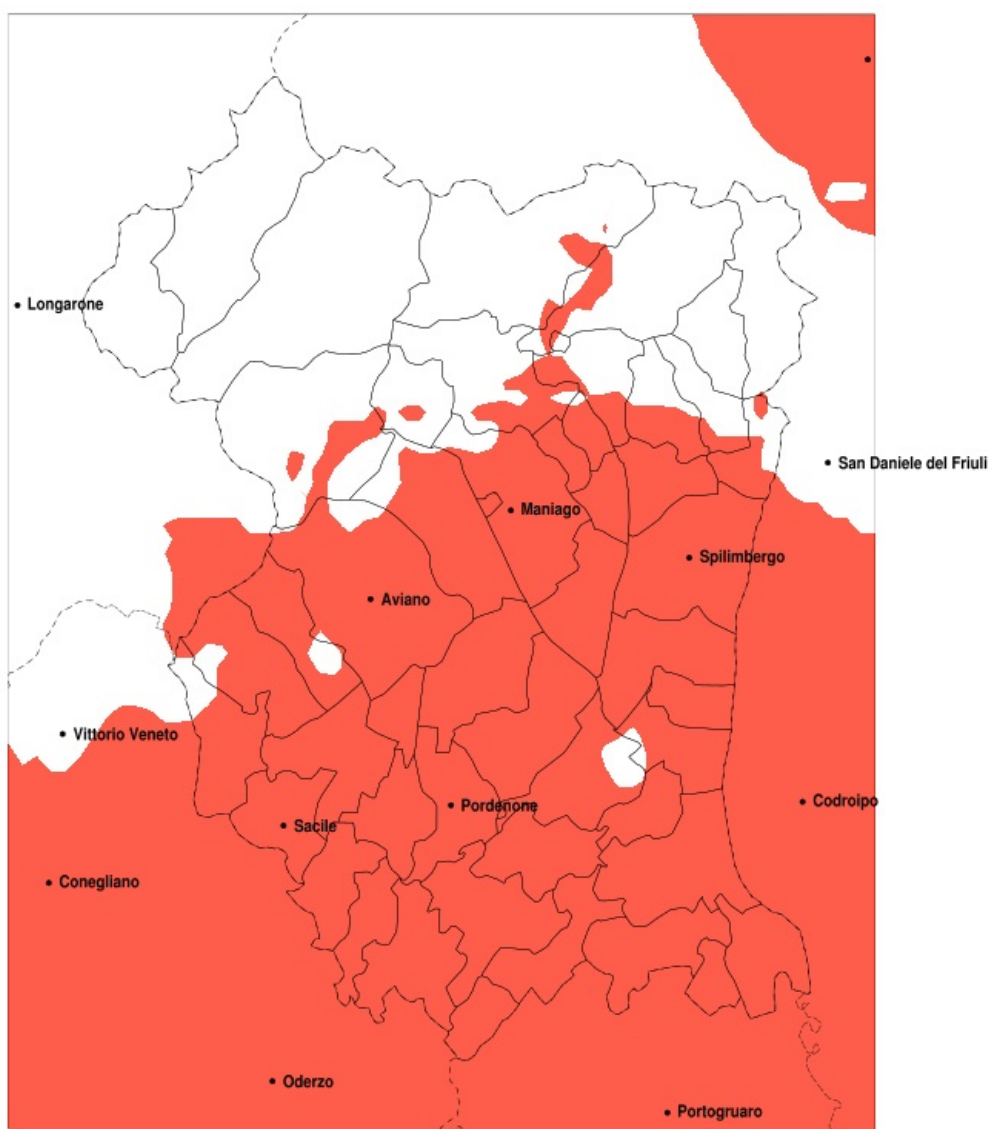 Longarone
San Daniele del Friuli
Maniago
Spilimbergo
Aviano
Vittorio Veneto
Codroipo
Pordenone
Sacile
Conegliano
Oderzo
Portogruaro